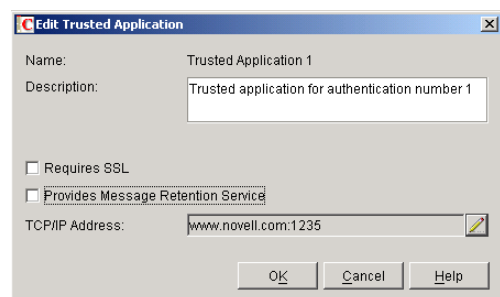 Edit Trusted Application
Name: Trusted Application 1
Description: Trusted application for authentication number 1
Requires SSL
Provides Message Retention Service
TCP/IP Address: www.novell.com:1235
OK Cancel Help